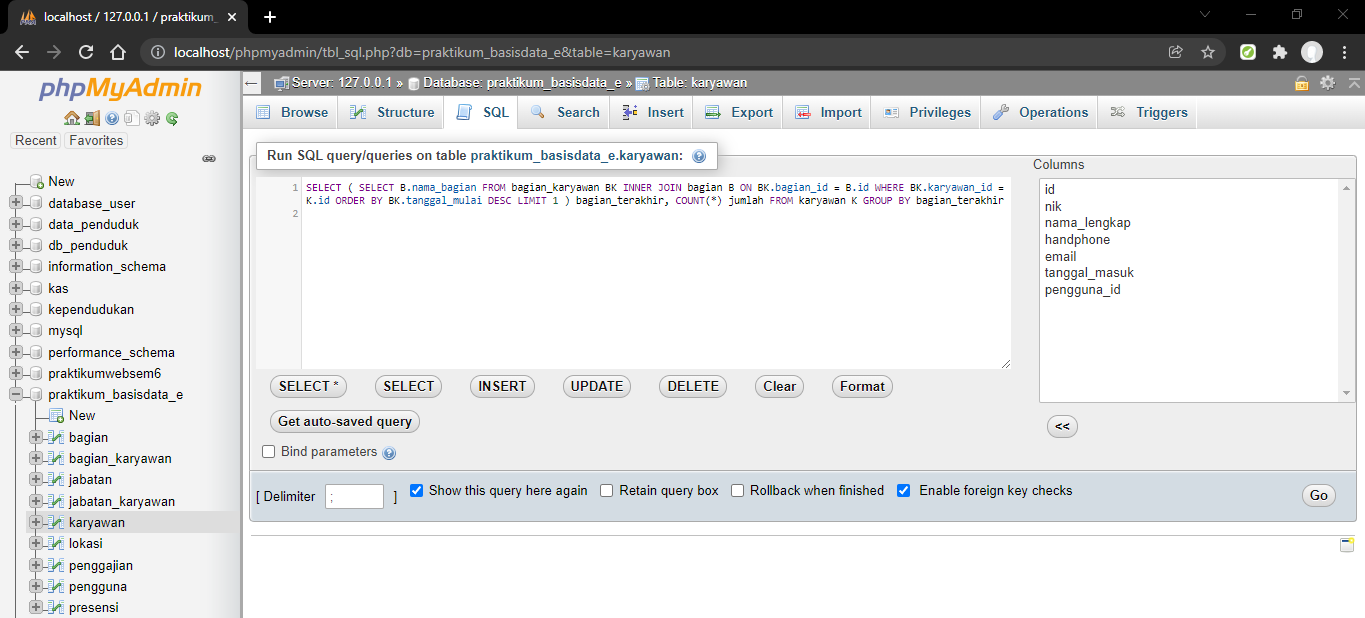 localhost / 127.0.0.1 / praktikum_
localhost/phpmyadmin/tbl_sql.php?db=praktikum_basisdata_e&table=karyawan
phpMyAdmin
Recent Favorites
New
database_user
data_penduduk
db_penduduk
information_schema
kas
kependudukan
mysql
performance_schema
praktikumwebsem6
praktikum_basisdata_e
New
bagian
bagian_karyawan
jabatan
jabatan_karyawan
karyawan
lokasi
penggajian
pengguna
presensi
Server: 127.0.0.1 » Database: praktikum_basisdata_e » Table: karyawan
Browse Structure SQL Search Insert Export Import Privileges Operations Triggers
Run SQL query/queries on table praktikum_basisdata_e.karyawan:
1 SELECT ( SELECT B.nama_bagian FROM bagian_karyawan BK INNER JOIN bagian B ON BK.bagian_id = B.id WHERE BK.karyawan_id =
K.id ORDER BY BK.tanggal_mulai DESC LIMIT 1 ) bagian_terakhir, COUNT(*) jumlah FROM karyawan K GROUP BY bagian_terakhir
2
Columns
id
nik
nama_lengkap
handphone
email
tanggal_masuk
pengguna_id
SELECT * SELECT INSERT UPDATE DELETE Clear Format
Get auto-saved query
<<
Bind parameters
[ Delimiter ; ] Show this query here again Retain query box Rollback when finished Enable foreign key checks
Go